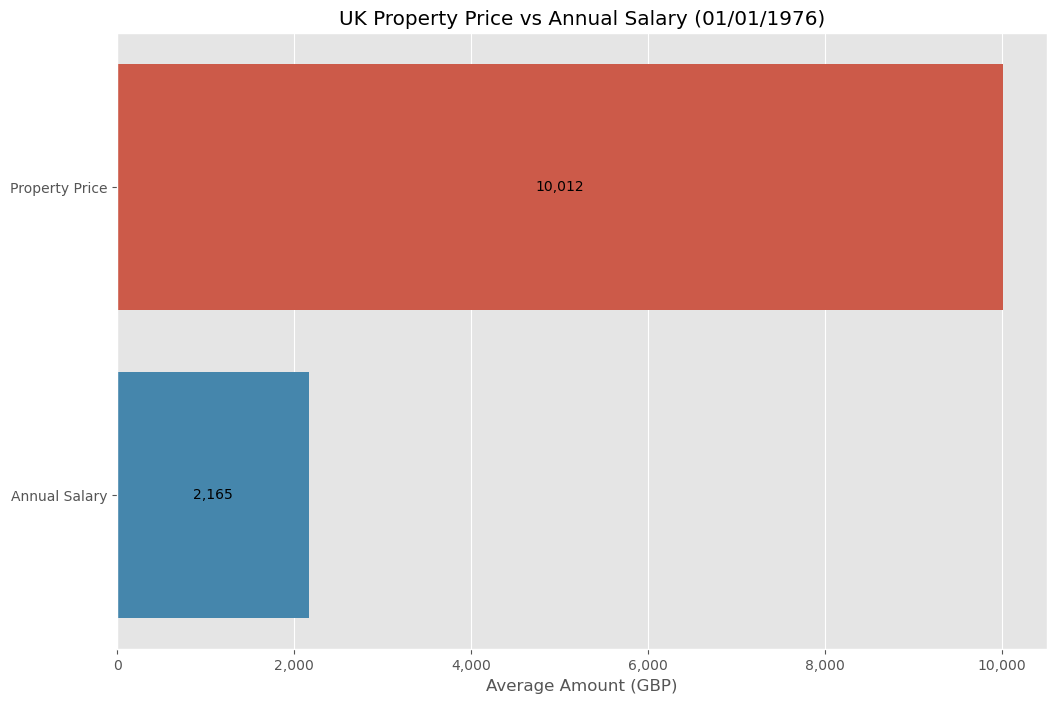 UK Property Price vs Annual Salary (01/01/1976)
Property Price
10,012
Annual Salary
2,165
0 2,000 4,000 6,000 8,000 10,000
Average Amount (GBP)